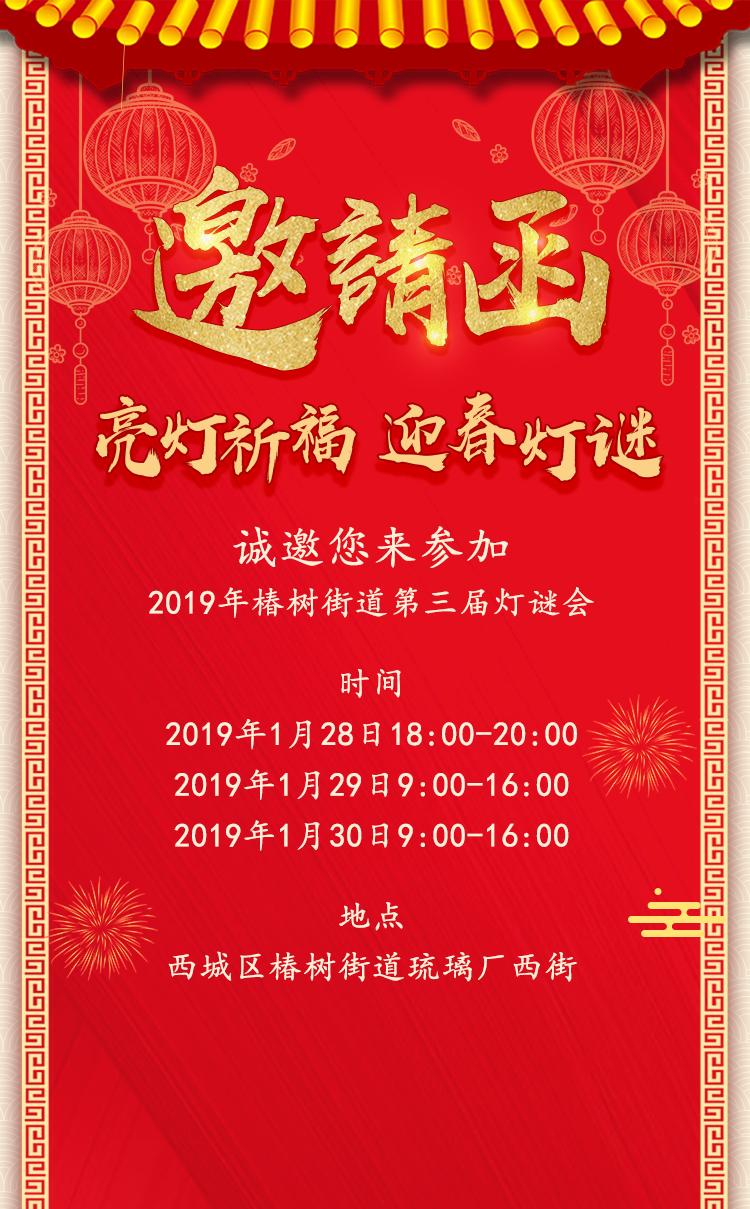 邀請函
亮灯祈福 迎春灯谜
诚邀您来参加
2019年椿树街道第三届灯谜会
时间
2019年1月28日18:00-20:00
2019年1月29日9:00-16:00
2019年1月30日9:00-16:00
地点
西城区椿树街道琉璃厂西街